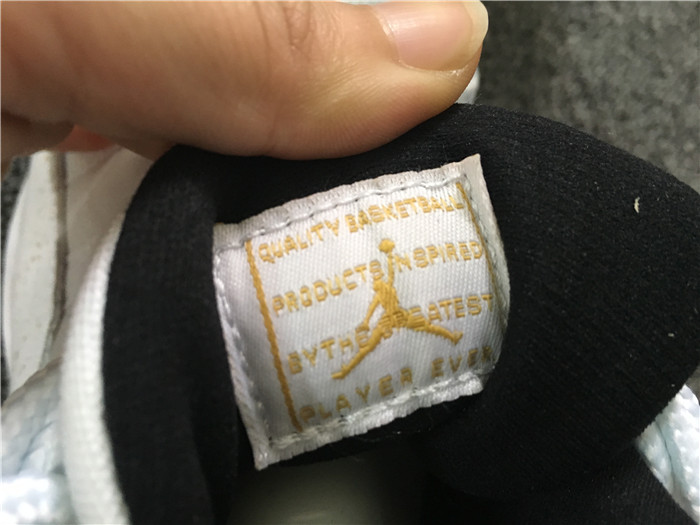 QUALITY BASKETBALL
PRODUCTS INSPIRED
BY THE GREATEST
PLAYER EVER